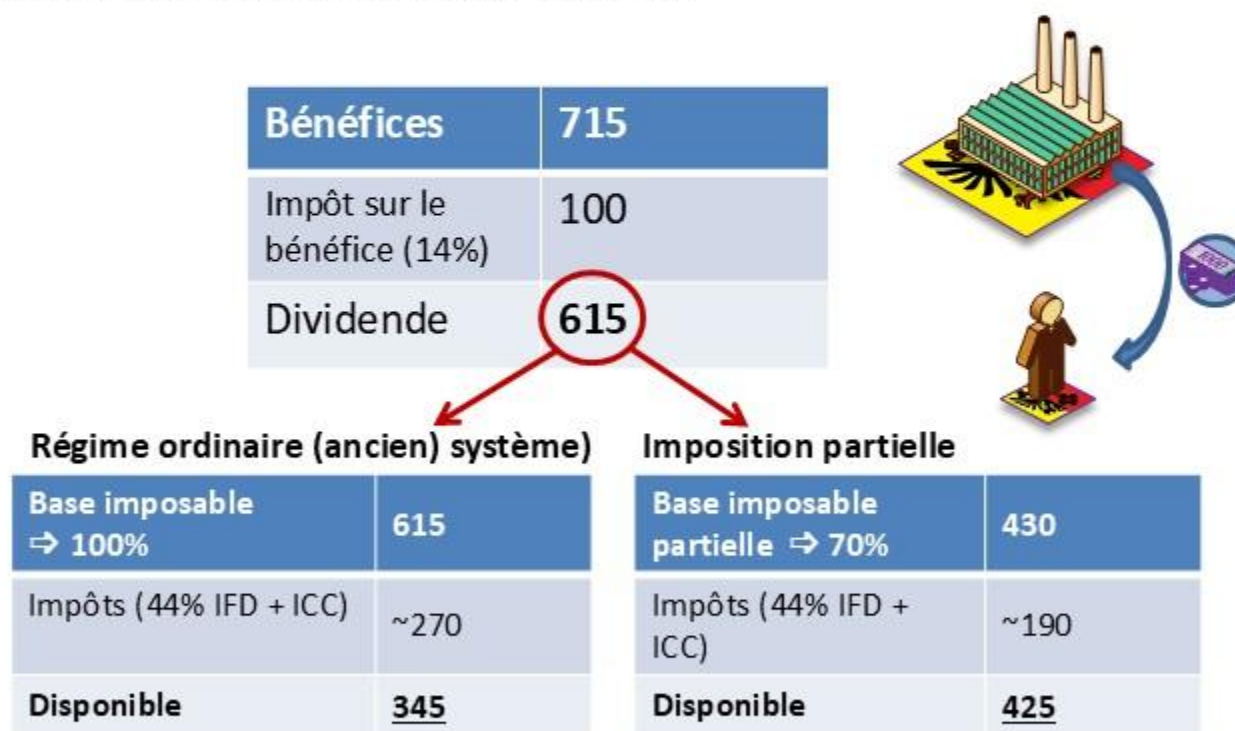 Bénéfices 715
Impôt sur le 100
bénéfice (14%)
Dividende 615
Régime ordinaire (ancien) système)
Base imposable 615
⇨ 100%
Impôts (44% IFD + ICC) ~270
Disponible 345
Imposition partielle
Base imposable 430
partielle ⇨ 70%
Impôts (44% IFD + ~190
ICC)
Disponible 425